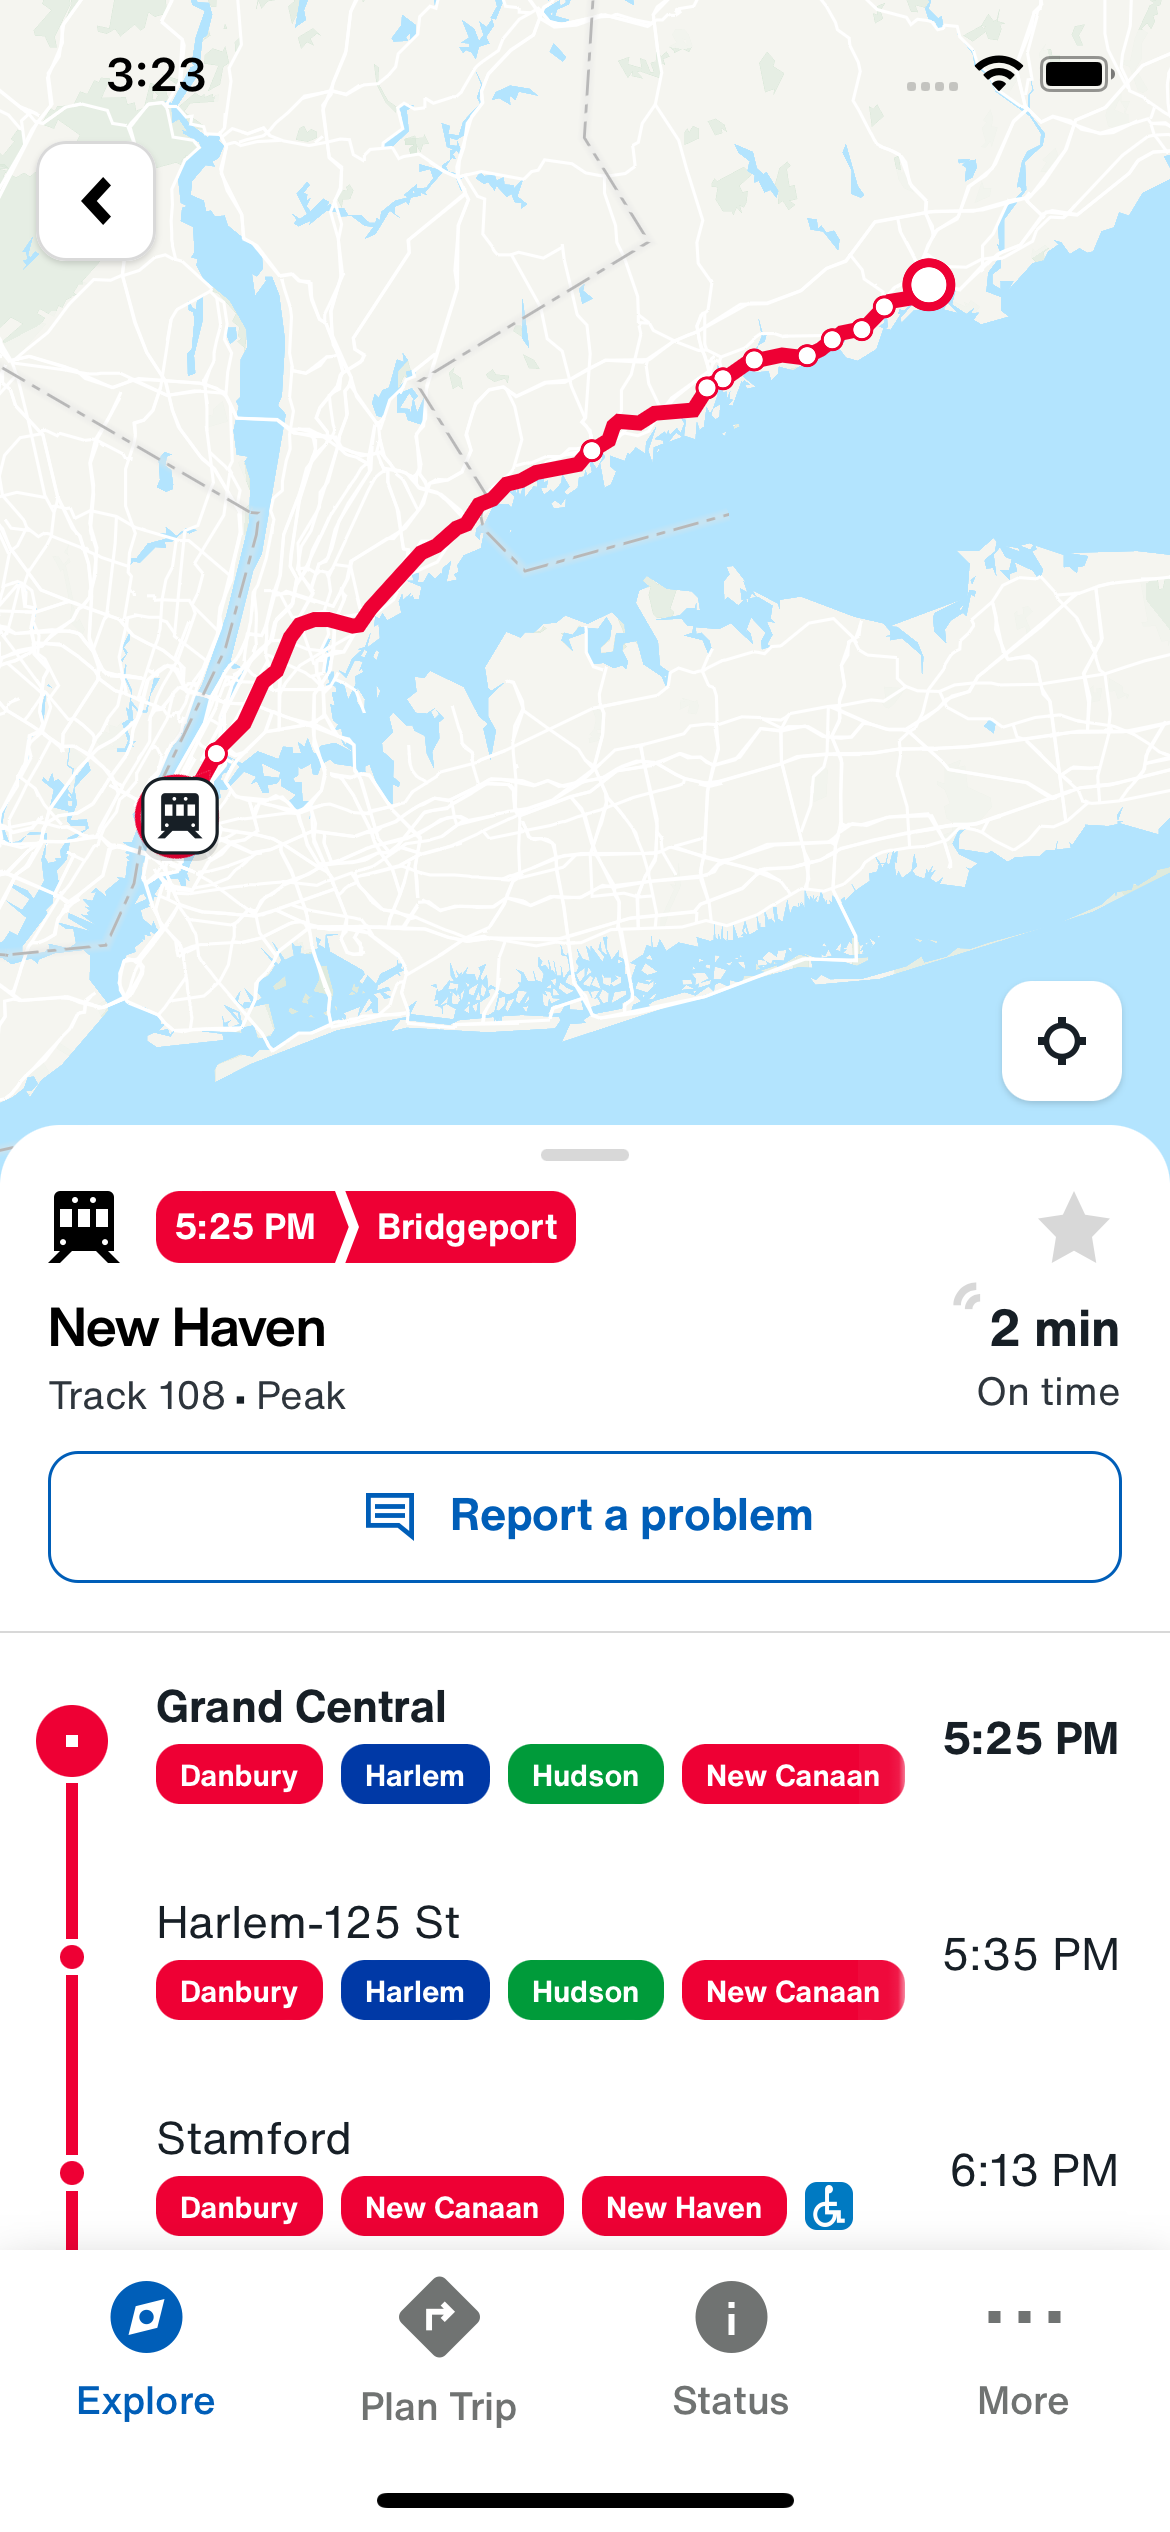 3:23
5:25 PM Bridgeport
New Haven
2 min
Track 108 · Peak
On time
Report a problem
Grand Central
5:25 PM
Danbury Harlem Hudson New Canaan
Harlem-125 St
5:35 PM
Danbury Harlem Hudson New Canaan
Stamford
6:13 PM
Danbury New Canaan New Haven
Explore Plan Trip Status More